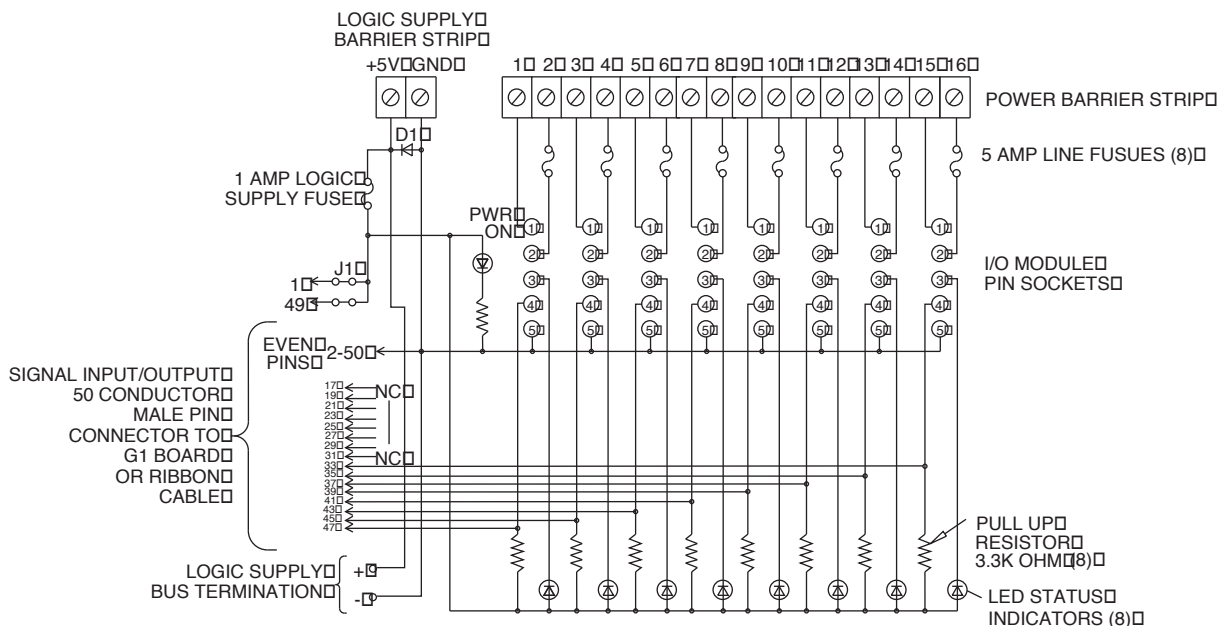 LOGIC SUPPLY
BARRIER STRIP
+5V GND
1 2 3 4 5 6 7 8 9 10 11 12 13 14 15 16
POWER BARRIER STRIP
D1
5 AMP LINE FUSUES (8)
1 AMP LOGIC
SUPPLY FUSE
PWR
ON
1 1 1 1 1 1 1 1
2 2 2 2 2 2 2 2
3 3 3 3 3 3 3 3
4 4 4 4 4 4 4 4
5 5 5 5 5 5 5 5
I/O MODULE
PIN SOCKETS
J1
1
49
EVEN
PINS
2-50
SIGNAL INPUT/OUTPUT
50 CONDUCTOR
MALE PIN
CONNECTOR TO
G1 BOARD
OR RIBBON
CABLE
17
19
21
23
25
27
29
31
33
35
37
39
41
43
45
47
NC
NC
PULL UP
RESISTOR
3.3K OHM (8)
LOGIC SUPPLY
BUS TERMINATION
+
-
LED STATUS
INDICATORS (8)